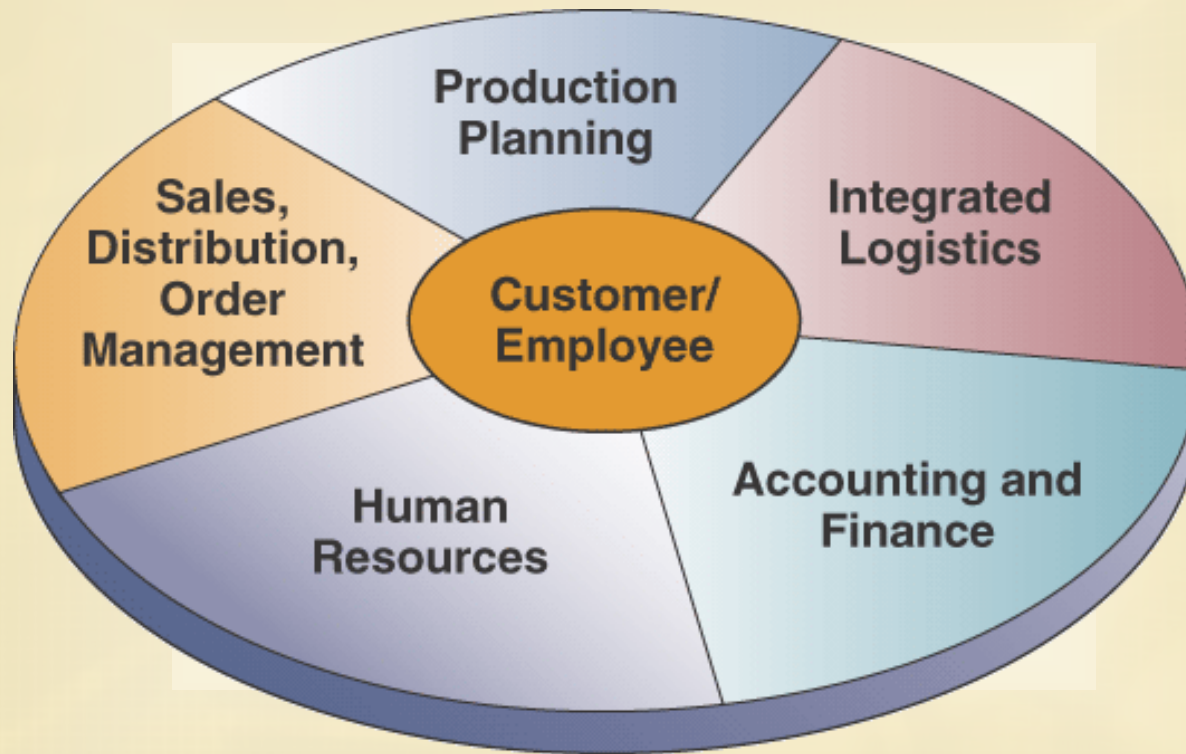 Production
Planning
Integrated
Logistics
Accounting and
Finance
Human
Resources
Sales,
Distribution,
Order
Management
Customer/
Employee